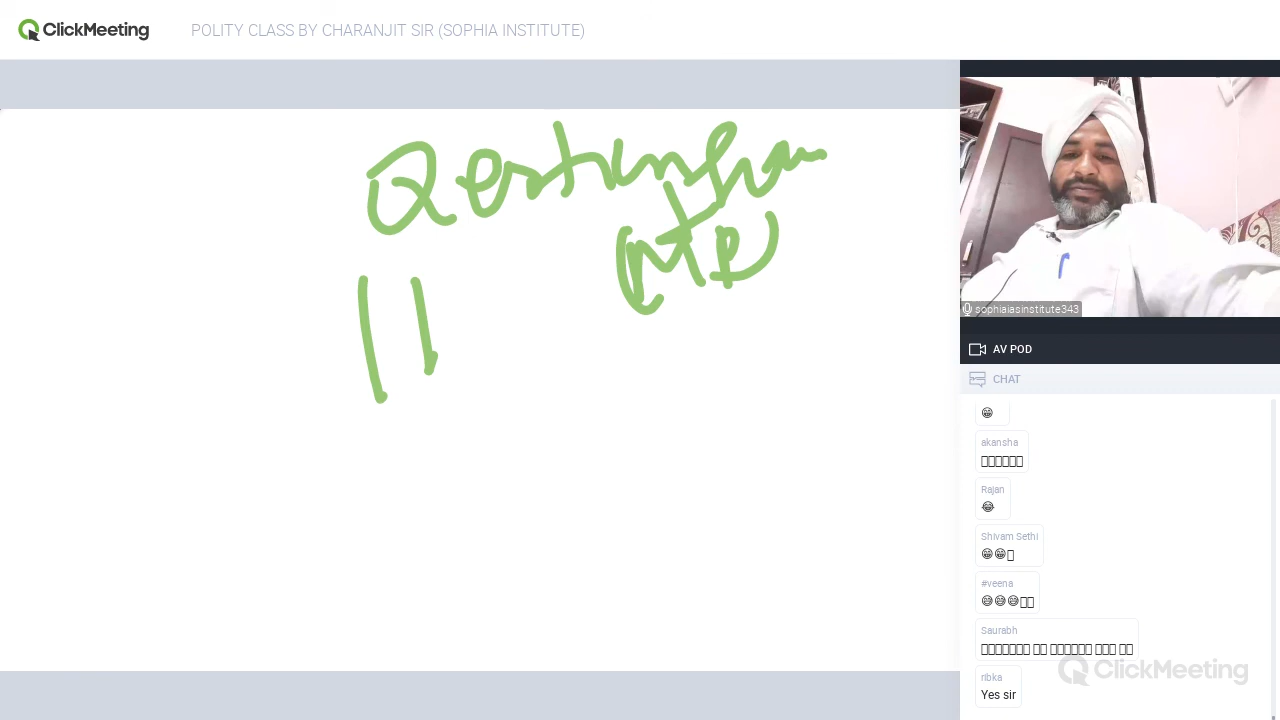 ClickMeeting
POLITY CLASS BY CHARANJIT SIR (SOPHIA INSTITUTE)
sophiaiasinstitute343
AV POD
CHAT
😁
akansha
Rajan
😂
Shivam Sethi
😁😁
#veena
😅😅😅
Saurabh
ribka
Yes sir
ClickMeeting